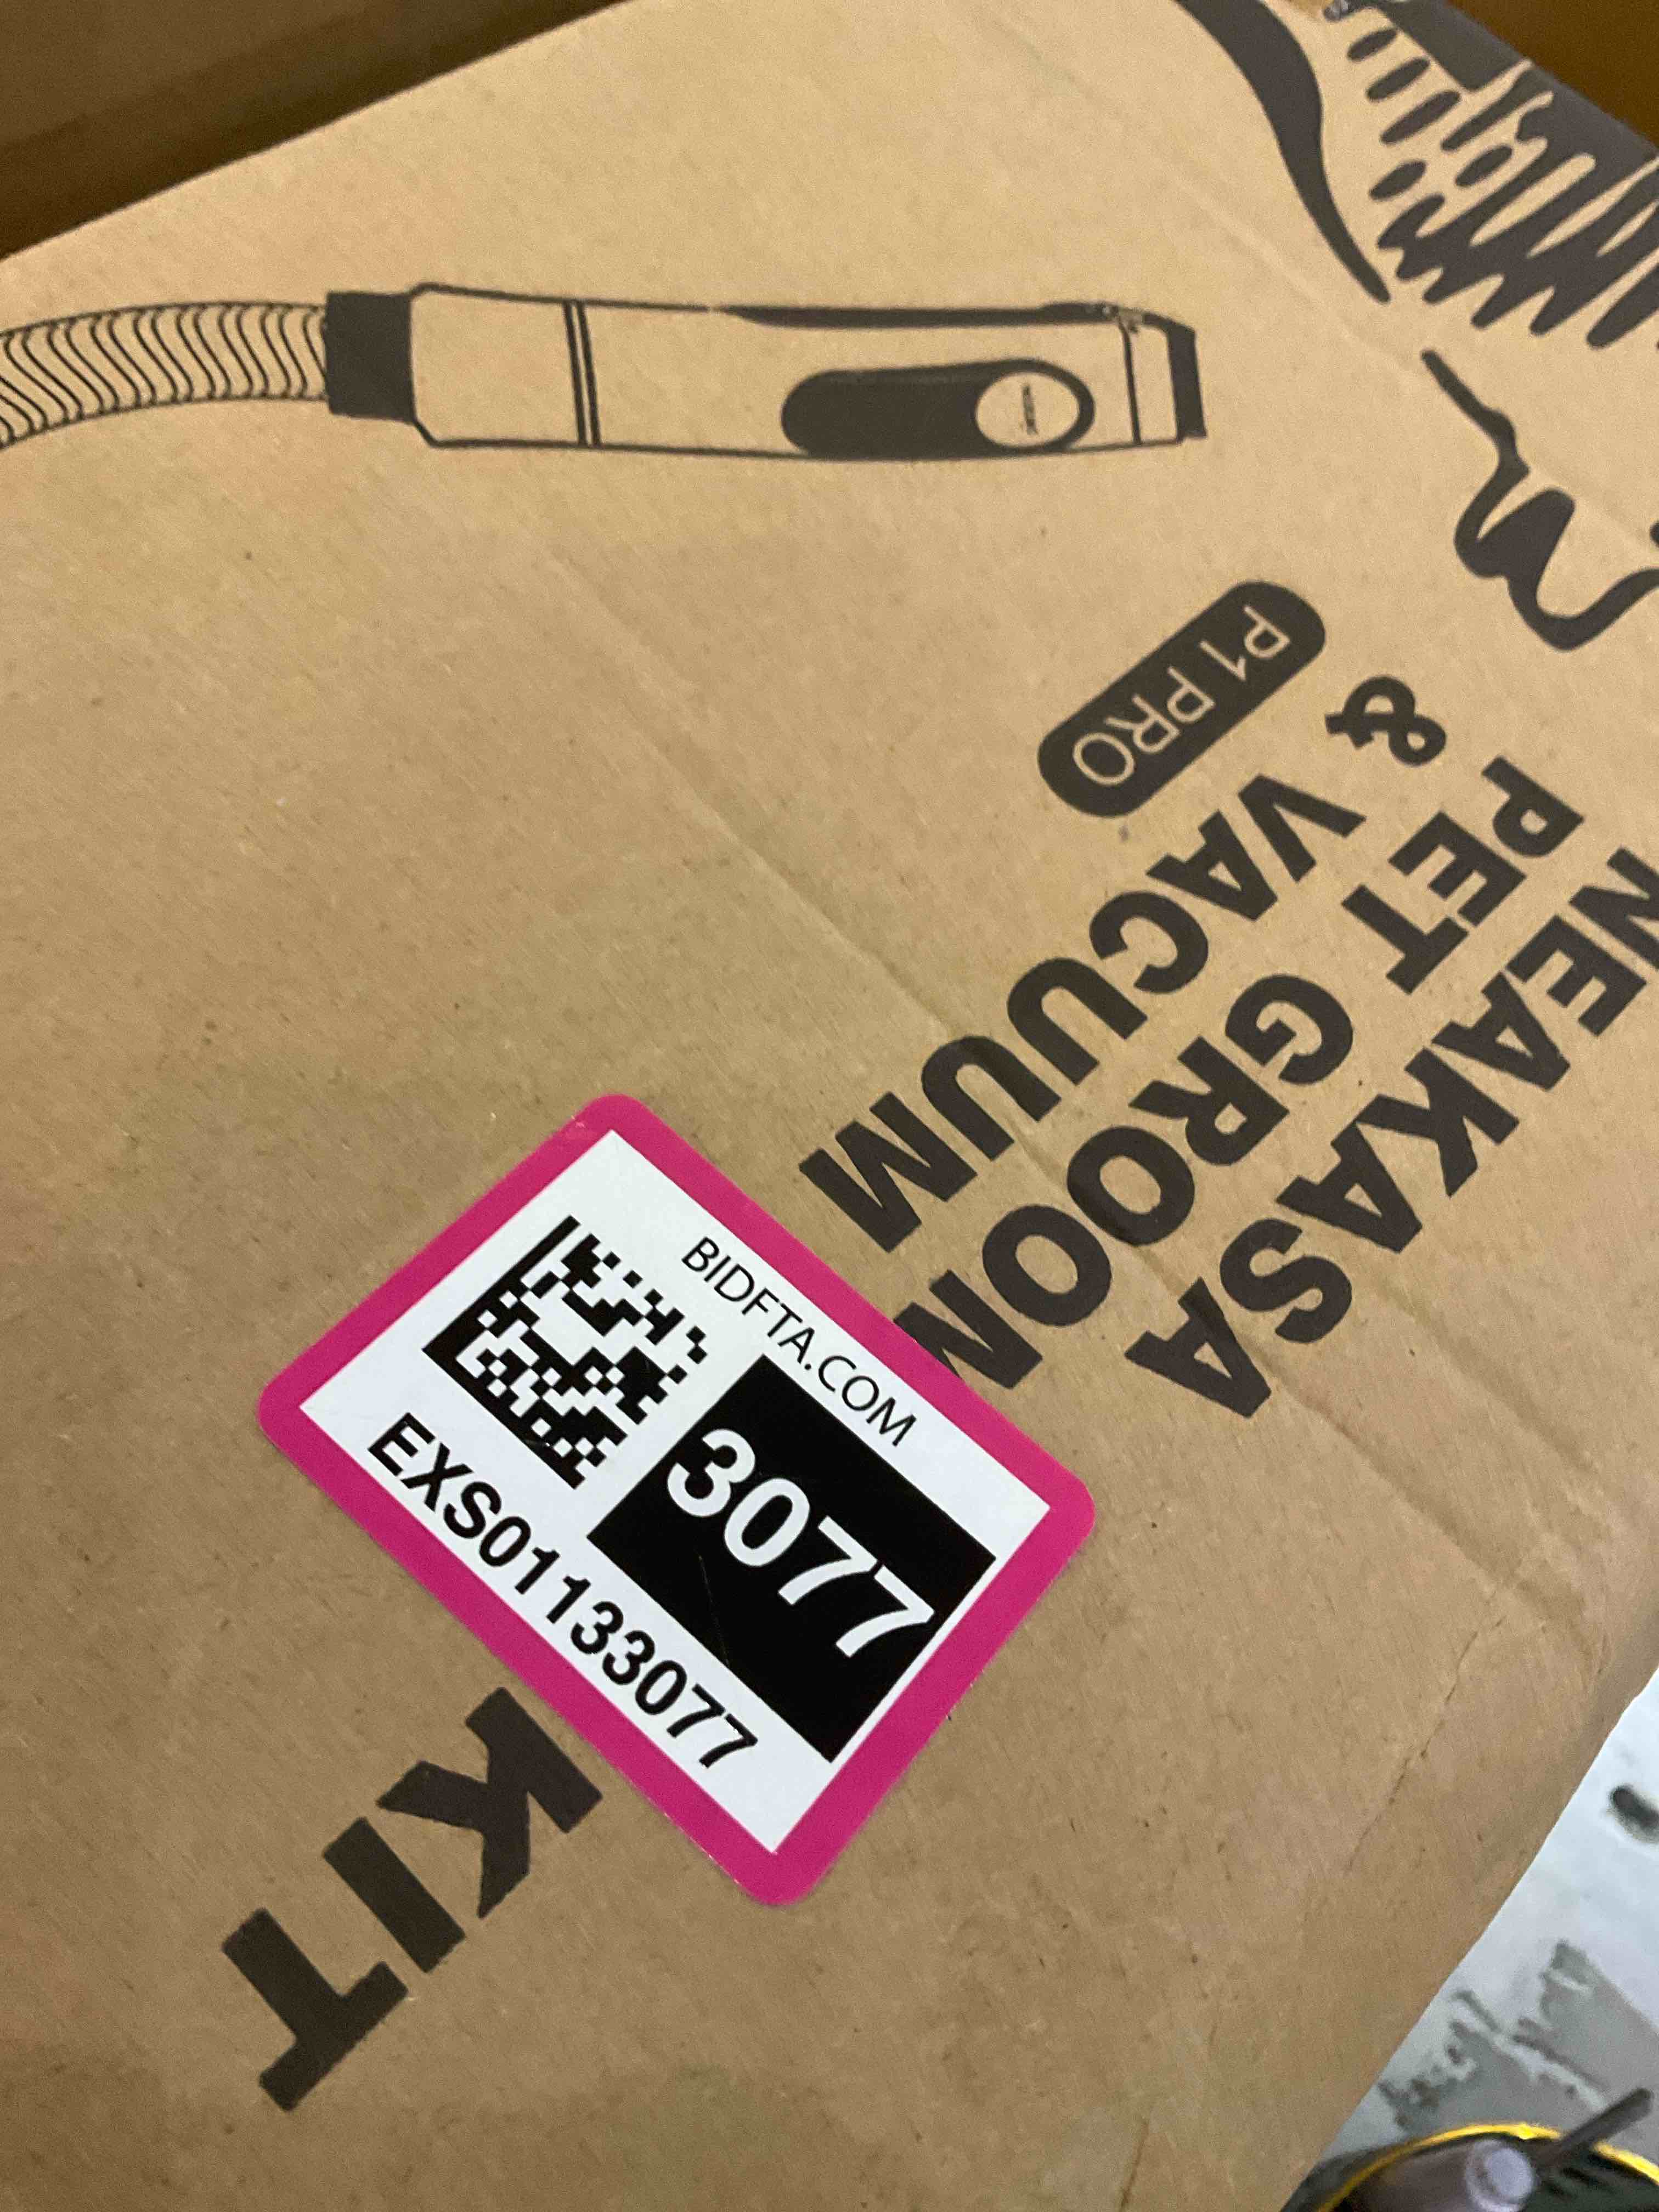 NEAKASA
PET GROOM
& VACUUM KIT
P1 PRO
BIDFTA.COM
3077
EXS01133077